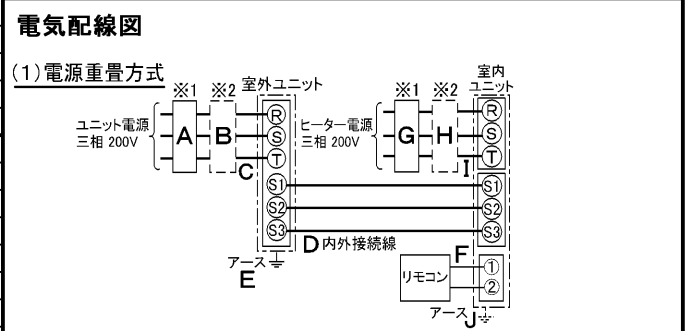 電気配線図
(1)電源重畳方式
※1 ※2 室外ユニット
ユニット電源
三相 200V
A B C
R
S
T
S1
S2
S3
D 内外接続線
アース
E
※1 ※2 室内
ユニット
ヒーター電源
三相 200V
G H I
R
S
T
S1
S2
S3
F
リモコン
①
②
アース J